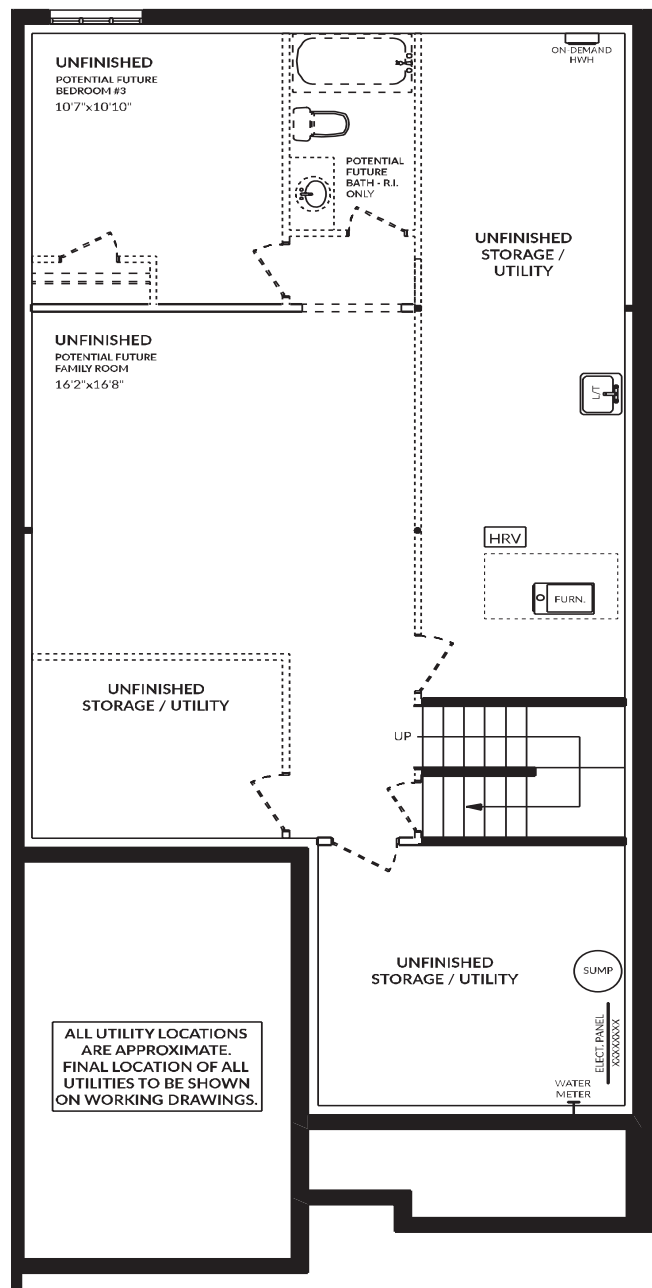 UNFINISHED
POTENTIAL FUTURE
BEDROOM #3
10'7"x10'10"
ON-DEMAND
HWH
POTENTIAL
FUTURE
BATH - R.I.
ONLY
UNFINISHED
STORAGE /
UTILITY
UNFINISHED
POTENTIAL FUTURE
FAMILY ROOM
16'2"x16'8"
L/T
HRV
FURN.
UNFINISHED
STORAGE / UTILITY
UP
UNFINISHED
STORAGE / UTILITY
SUMP
ELECT. PANEL
XXXXXXXXX
WATER
METER
ALL UTILITY LOCATIONS
ARE APPROXIMATE.
FINAL LOCATION OF ALL
UTILITIES TO BE SHOWN
ON WORKING DRAWINGS.